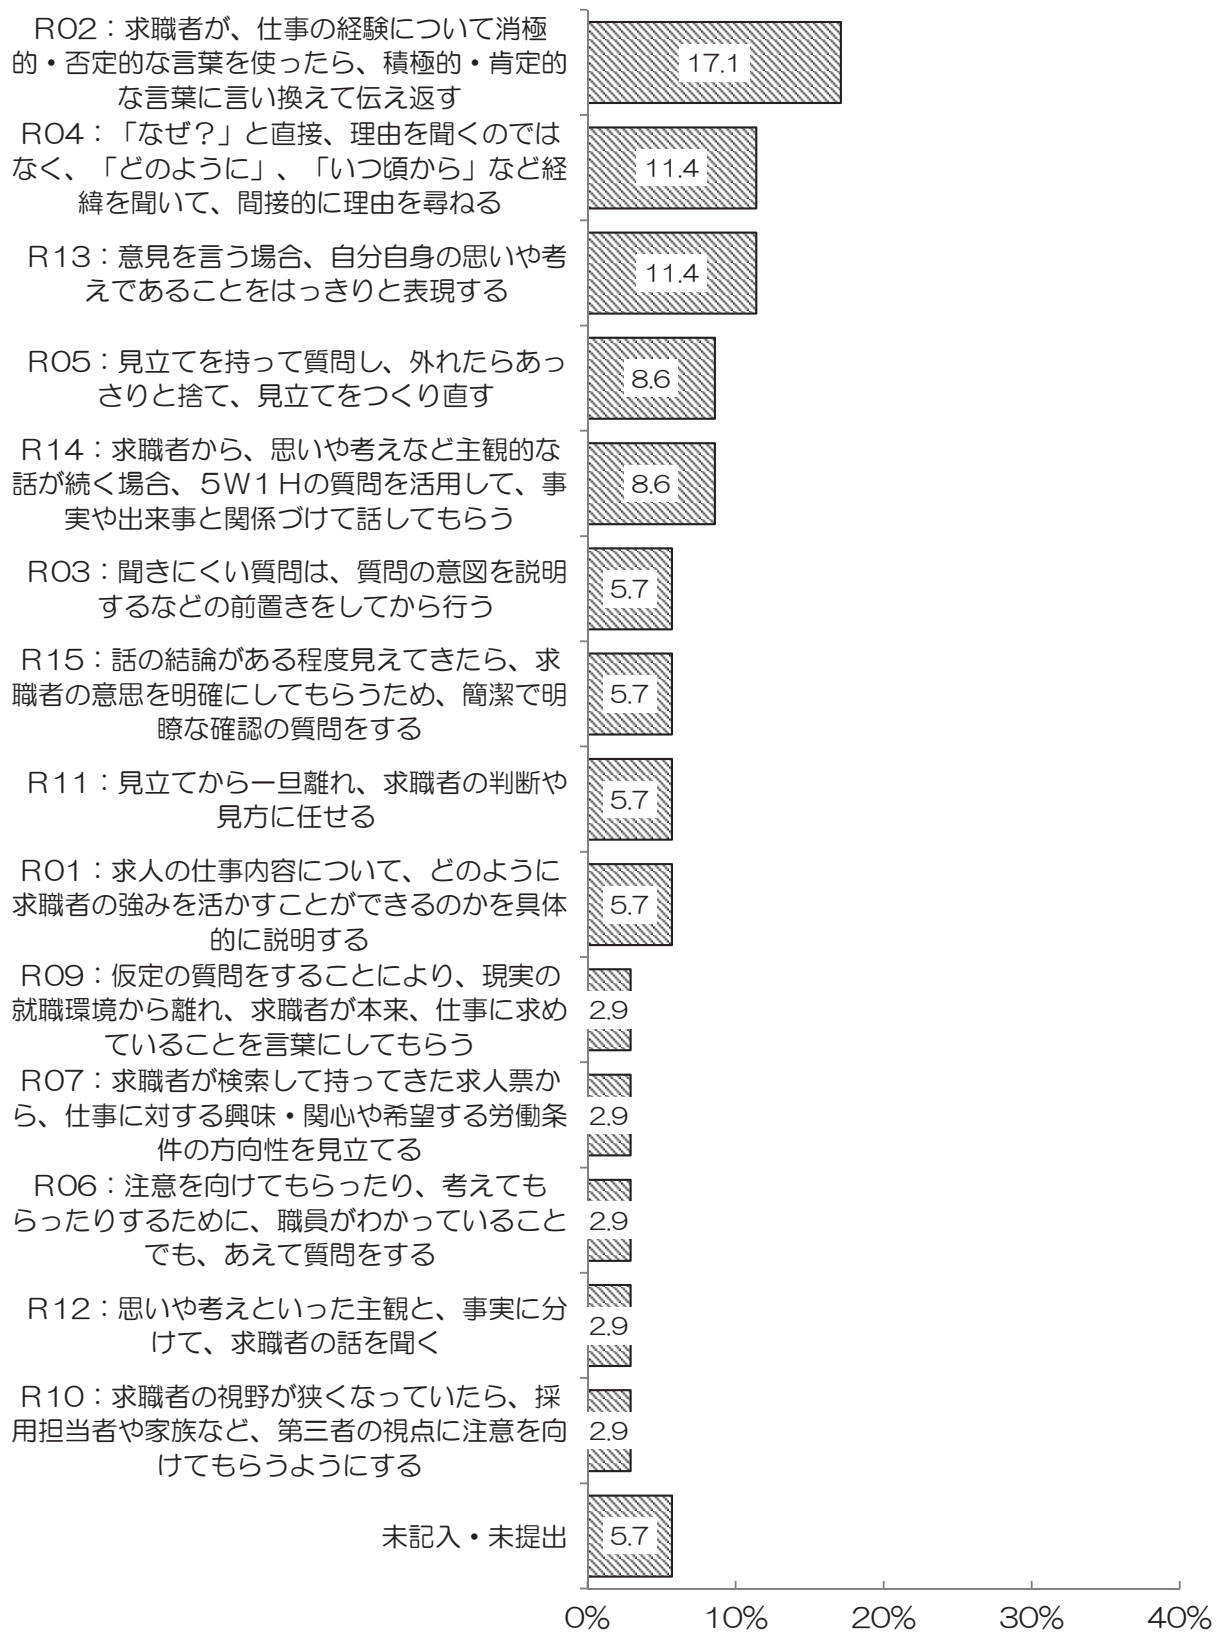 R02：求職者が、仕事の経験について消極
的・否定的な言葉を使ったら、積極的・肯定的
な言葉に言い換えて伝え返す
17.1
R04：「なぜ？」と直接、理由を聞くのでは
なく、「どのように」、「いつ頃から」など経
緯を聞いて、間接的に理由を尋ねる
11.4
R13：意見を言う場合、自分自身の思いや考
えであることをはっきりと表現する
11.4
R05：見立てを持って質問し、外れたらあっ
さりと捨て、見立てをつくり直す
8.6
R14：求職者から、思いや考えなど主観的な
話が続く場合、５W１Hの質問を活用して、事
実や出来事と関係づけて話してもらう
8.6
R03：聞きにくい質問は、質問の意図を説明
するなどの前置きをしてから行う
5.7
R15：話の結論がある程度見えてきたら、求
職者の意思を明確にしてもらうため、簡潔で明
瞭な確認の質問をする
5.7
R11：見立てから一旦離れ、求職者の判断や
見方に任せる
5.7
R01：求人の仕事内容について、どのように
求職者の強みを活かすことができるのかを具体
的に説明する
5.7
R09：仮定の質問をすることにより、現実の
就職環境から離れ、求職者が本来、仕事に求め
ていることを言葉にしてもらう
2.9
R07：求職者が検索して持ってきた求人票か
ら、仕事に対する興味・関心や希望する労働条
件の方向性を見立てる
2.9
R06：注意を向けてもらったり、考えても
らったりするために、職員がわかっていること
でも、あえて質問をする
2.9
R12：思いや考えといった主観と、事実に分
けて、求職者の話を聞く
2.9
R10：求職者の視野が狭くなっていたら、採
用担当者や家族など、第三者の視点に注意を向
けてもらうようにする
2.9
未記入・未提出
5.7
0% 10% 20% 30% 40%